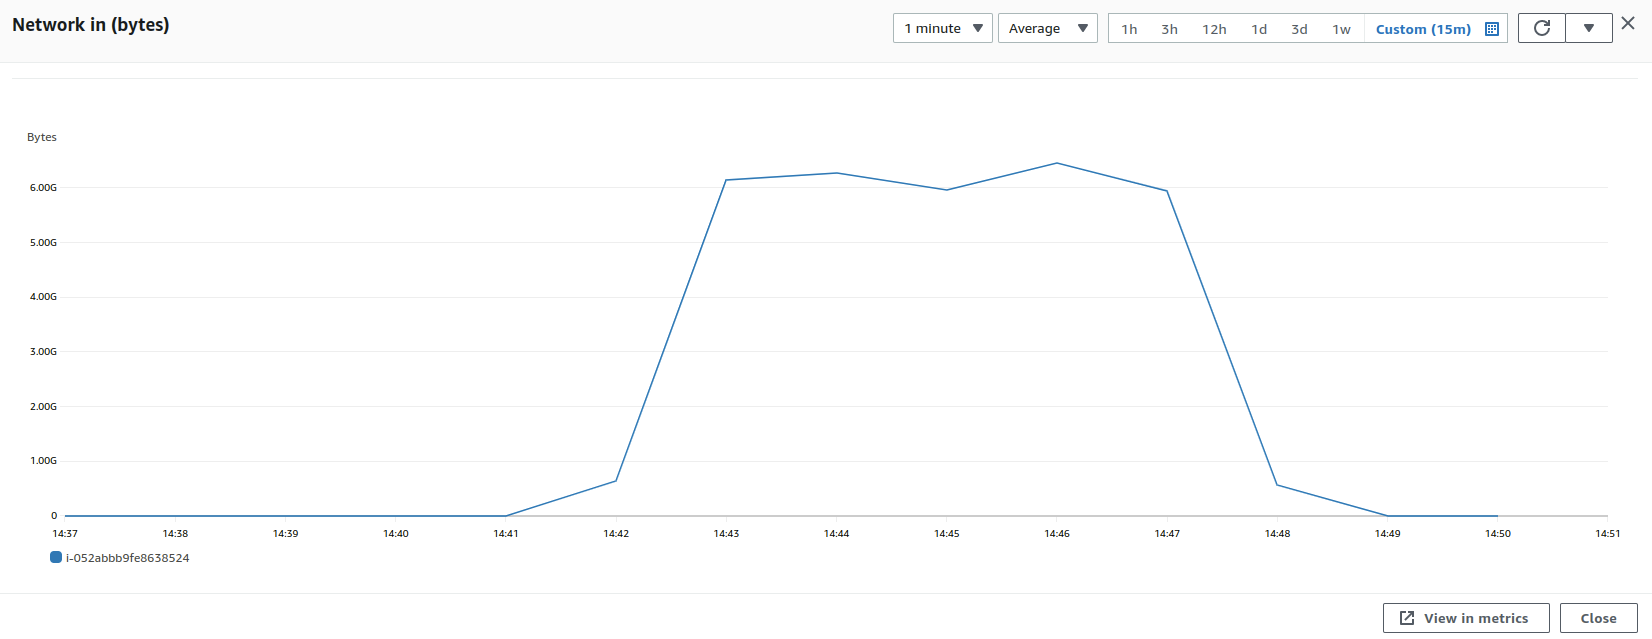 Network in (bytes)
1 minute Average 1h 3h 12h 1d 3d 1w Custom (15m)
Bytes
6.00G
5.00G
4.00G
3.00G
2.00G
1.00G
0
14:37 14:38 14:39 14:40 14:41 14:42 14:43 14:44 14:45 14:46 14:47 14:48 14:49 14:50 14:51
i-052abbb9fe8638524
View in metrics Close